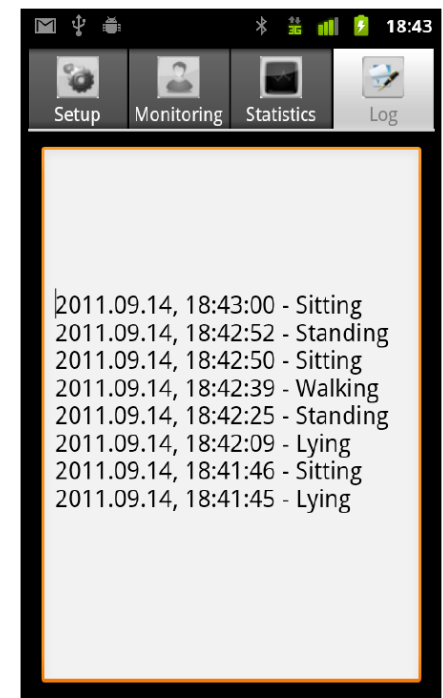 3G 18:43
Setup Monitoring Statistics Log
2011.09.14, 18:43:00 - Sitting
2011.09.14, 18:42:52 - Standing
2011.09.14, 18:42:50 - Sitting
2011.09.14, 18:42:39 - Walking
2011.09.14, 18:42:25 - Standing
2011.09.14, 18:42:09 - Lying
2011.09.14, 18:41:46 - Sitting
2011.09.14, 18:41:45 - Lying